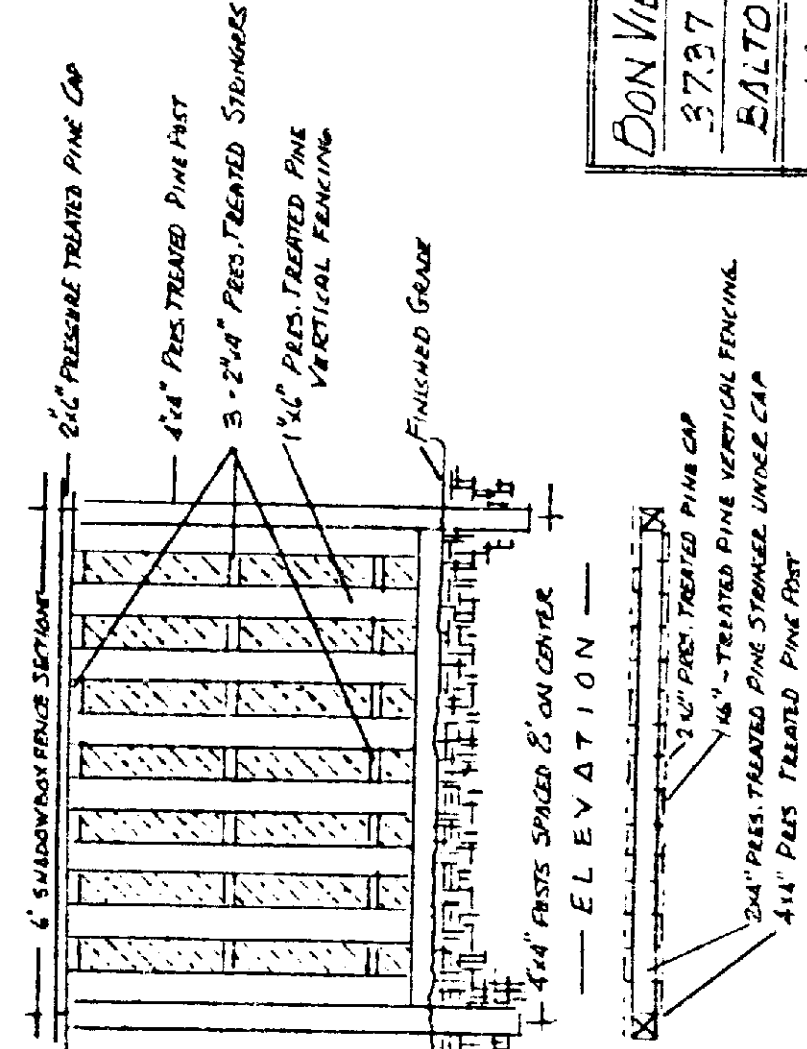 6' SHADOWBOX FENCE SECTIONS
2"x6" PRESSURE TREATED PINE CAP
4"x4" PRES. TREATED PINE POST
3 - 2"x4" PRES. TREATED STRINGERS
1"x6" PRES. TREATED PINE
VERTICAL FENCING
FINISHED GRADE
4"x4" POSTS SPACED 8' ON CENTER
ELEVATION
2x6" PRES. TREATED PINE CAP
1x6" - TREATED PINE VERTICAL FENCING
2x4" PRES. TREATED PINE STRINGER UNDER CAP
4x4" PRES TREATED PINE POST
BON VIE
3737
BALTO